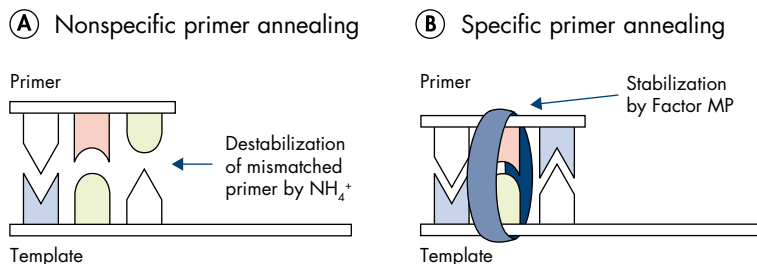 A Nonspecific primer annealing
Primer
Destabilization
of mismatched
primer by NH₄⁺
Template
B Specific primer annealing
Primer
Stabilization
by Factor MP
Template